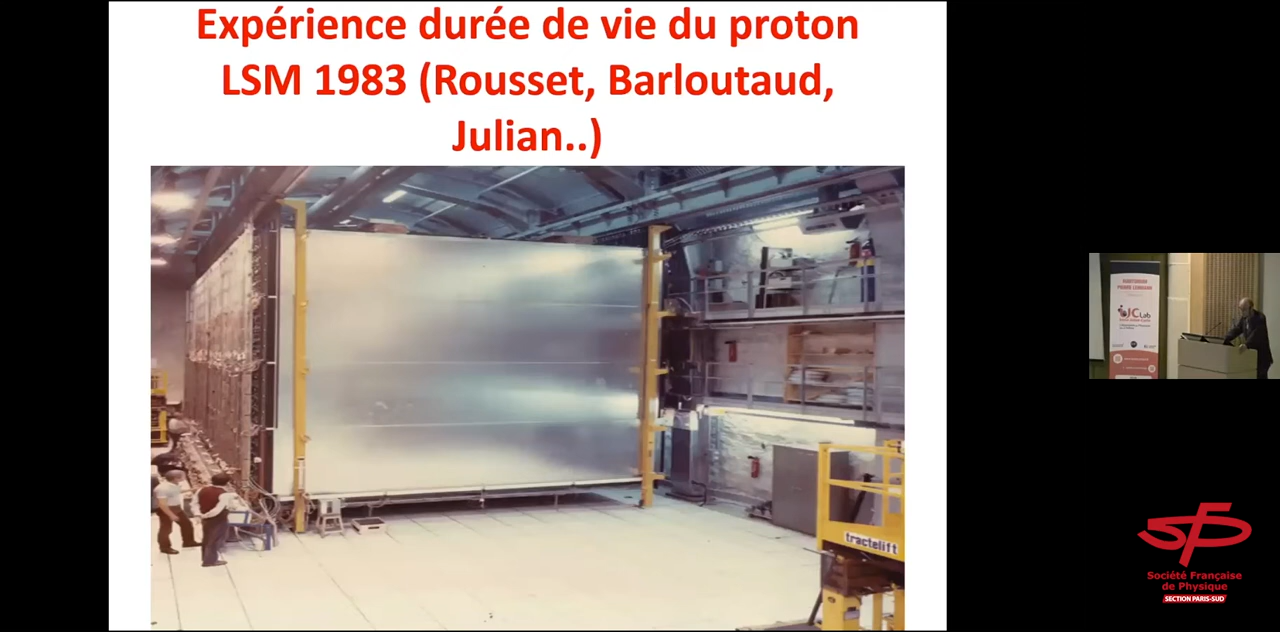 Expérience durée de vie du proton
LSM 1983 (Rousset, Barloutaud,
Julian..)
tractelift
JCLab
Société Française
de Physique
SECTION PARIS-SUD